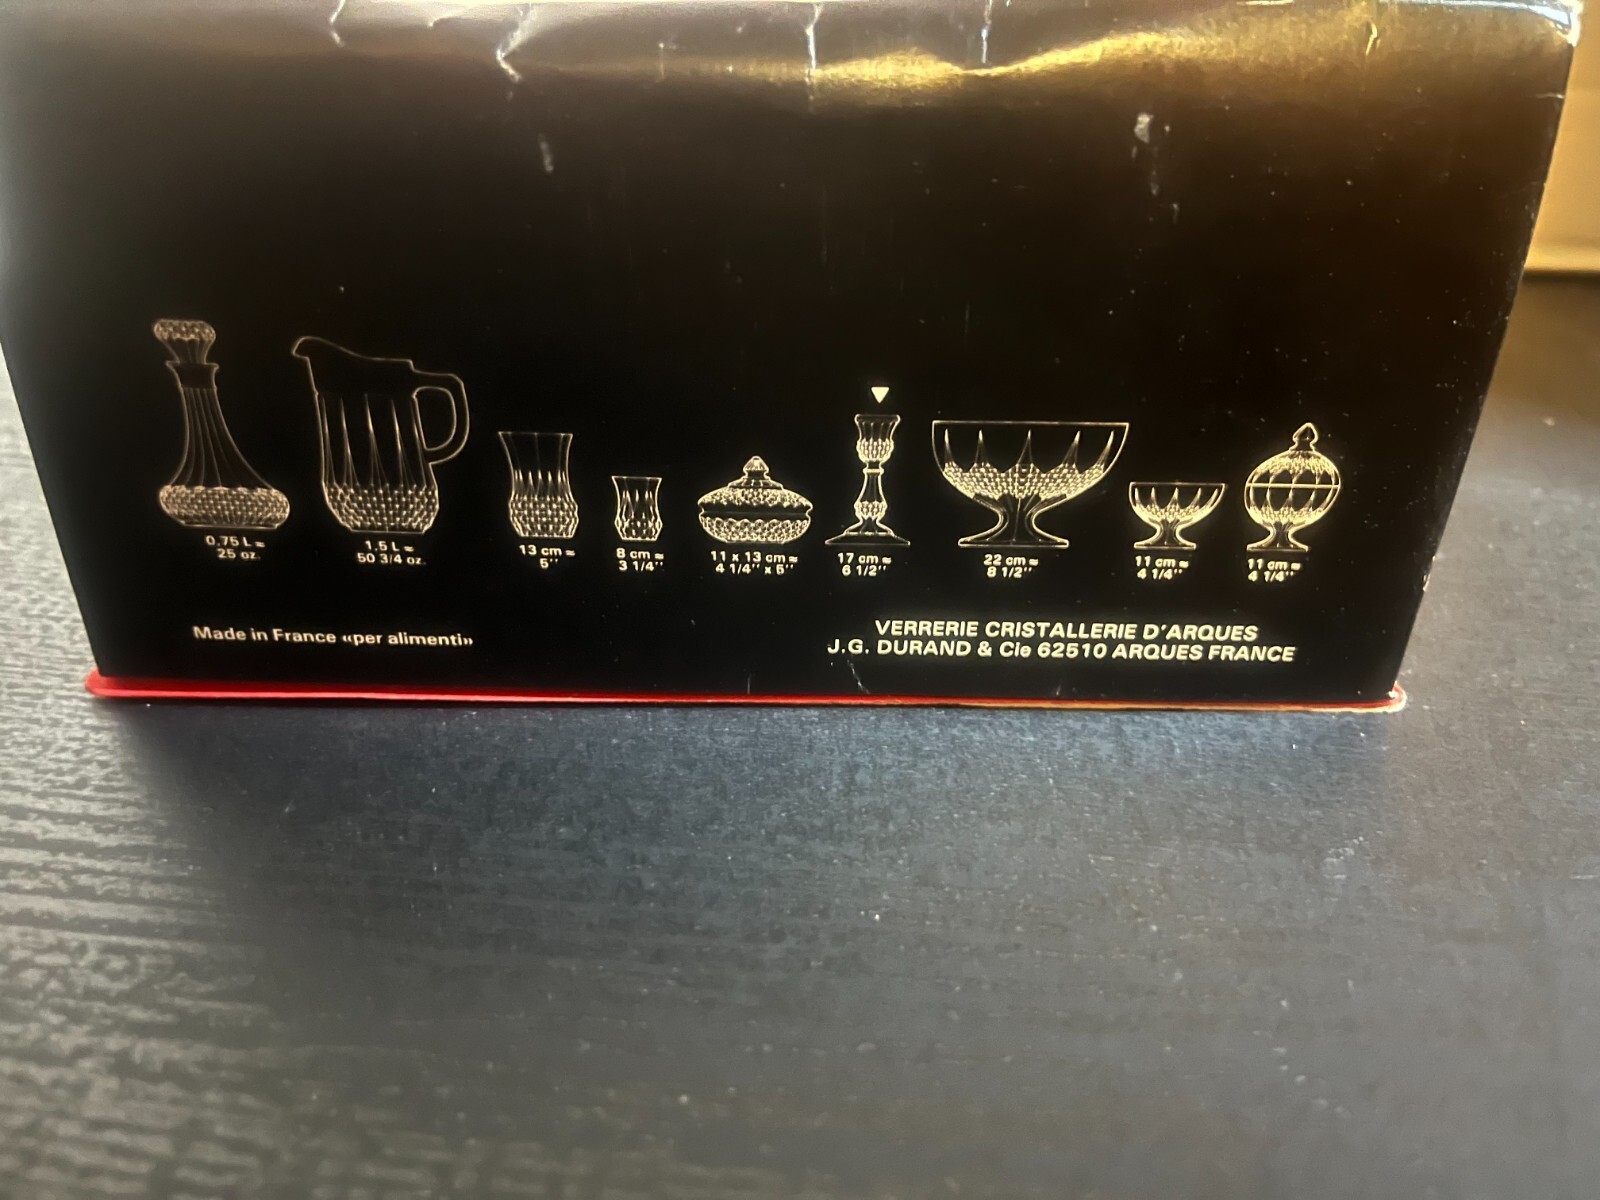 0,75 L ≈
25 oz.
1,5 L ≈
50 3/4 oz.
13 cm ≈
5''
8 cm ≈
3 1/4''
11 x 13 cm ≈
4 1/4'' x 5''
17 cm ≈
6 1/2''
22 cm ≈
8 1/2''
11 cm ≈
4 1/4''
11 cm ≈
4 1/4''
Made in France «per alimenti»
VERRERIE CRISTALLERIE D'ARQUES
J.G. DURAND & Cie 62510 ARQUES FRANCE